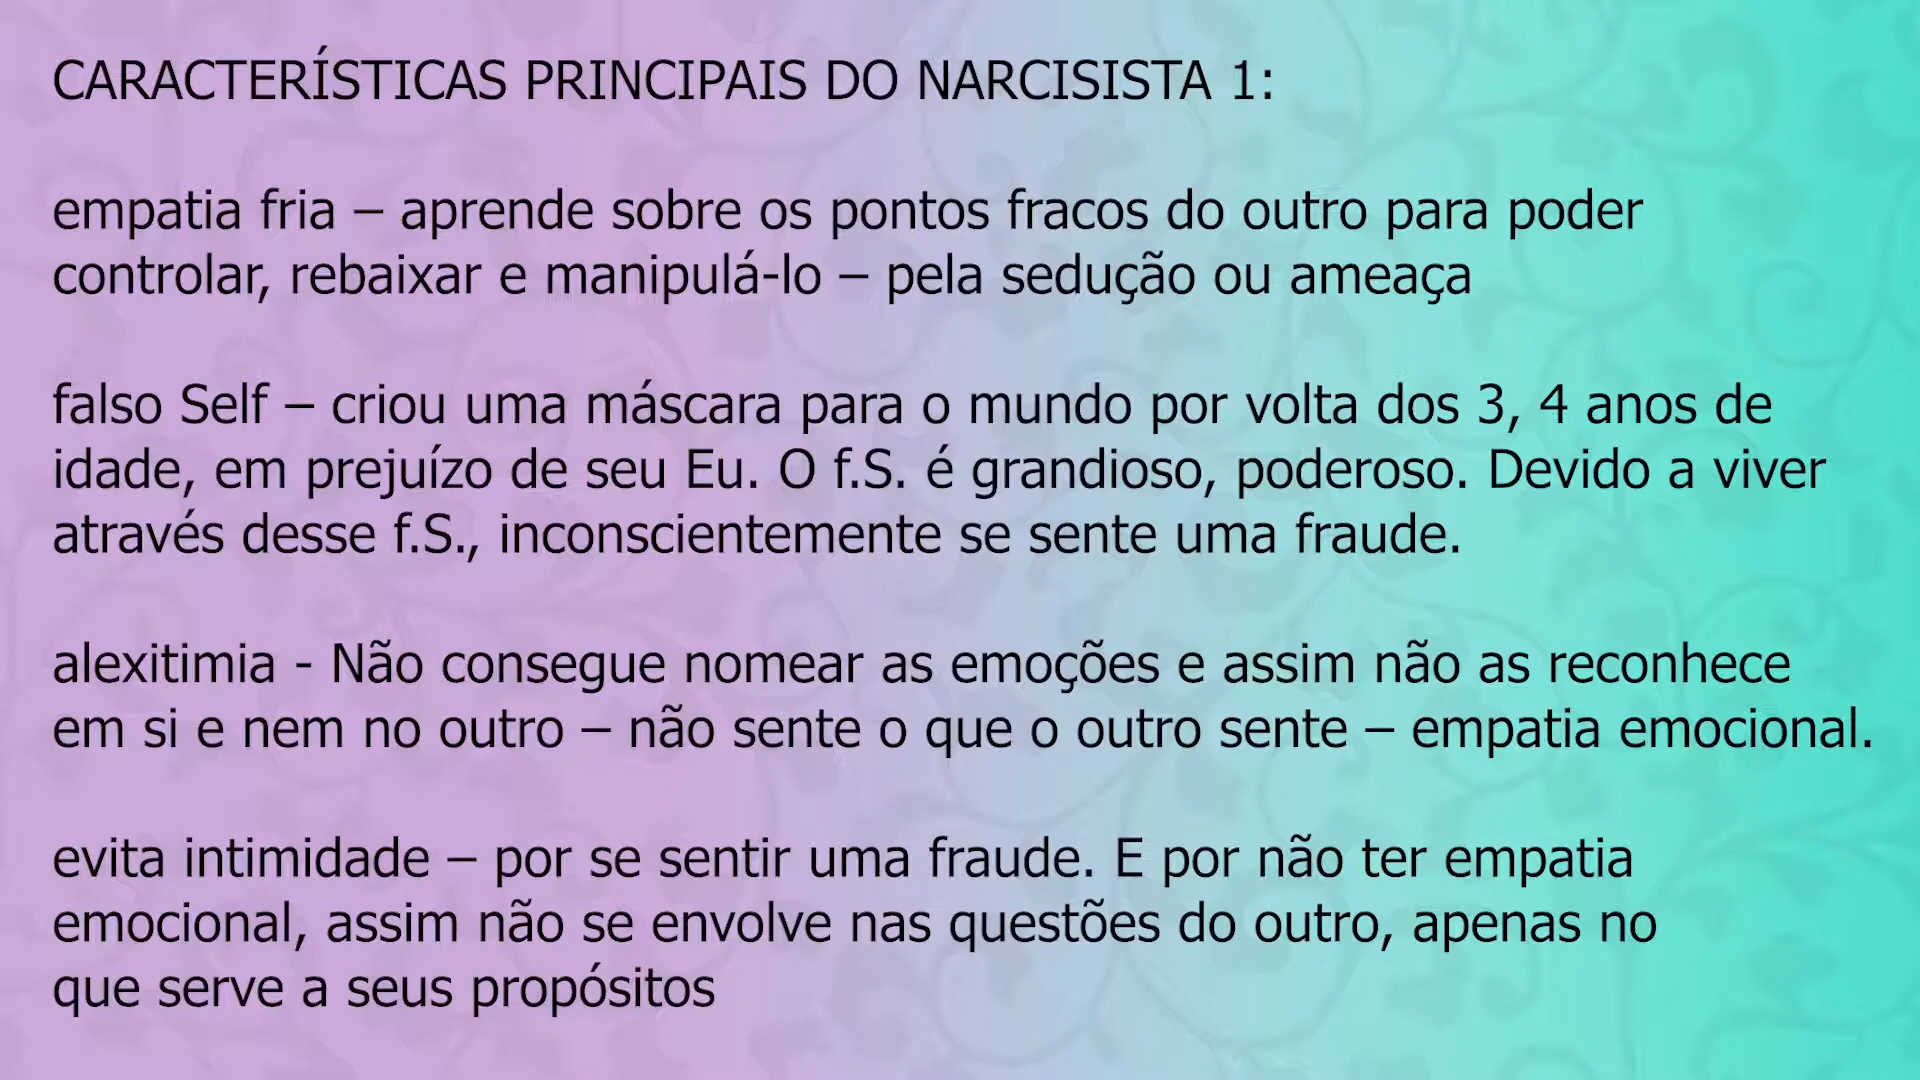 CARACTERÍSTICAS PRINCIPAIS DO NARCISISTA 1:
empatia fria – aprende sobre os pontos fracos do outro para poder
controlar, rebaixar e manipulá-lo – pela sedução ou ameaça
falso Self – criou uma máscara para o mundo por volta dos 3, 4 anos de
idade, em prejuízo de seu Eu. O f.S. é grandioso, poderoso. Devido a viver
através desse f.S., inconscientemente se sente uma fraude.
alexitimia - Não consegue nomear as emoções e assim não as reconhece
em si e nem no outro – não sente o que o outro sente – empatia emocional.
evita intimidade – por se sentir uma fraude. E por não ter empatia
emocional, assim não se envolve nas questões do outro, apenas no
que serve a seus propósitos